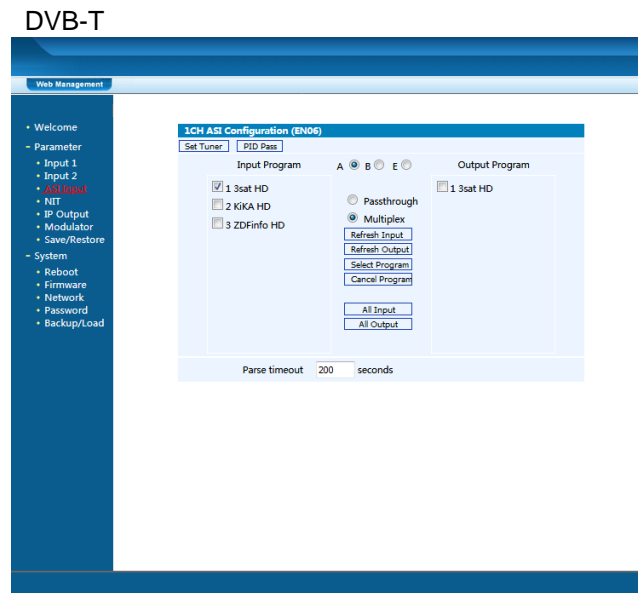 DVB-T
Web Management
• Welcome
– Parameter
• Input 1
• Input 2
• ASI Input
• NIT
• IP Output
• Modulator
• Save/Restore
– System
• Reboot
• Firmware
• Network
• Password
• Backup/Load
1CH ASI Configuration (EN06)
Set Tuner PID Pass
Input Program A B E Output Program
1 3sat HD
2 KiKA HD
3 ZDFinfo HD
Passthrough
Multiplex
Refresh Input
Refresh Output
Select Program
Cancel Program
All Input
All Output
1 3sat HD
Parse timeout 200 seconds